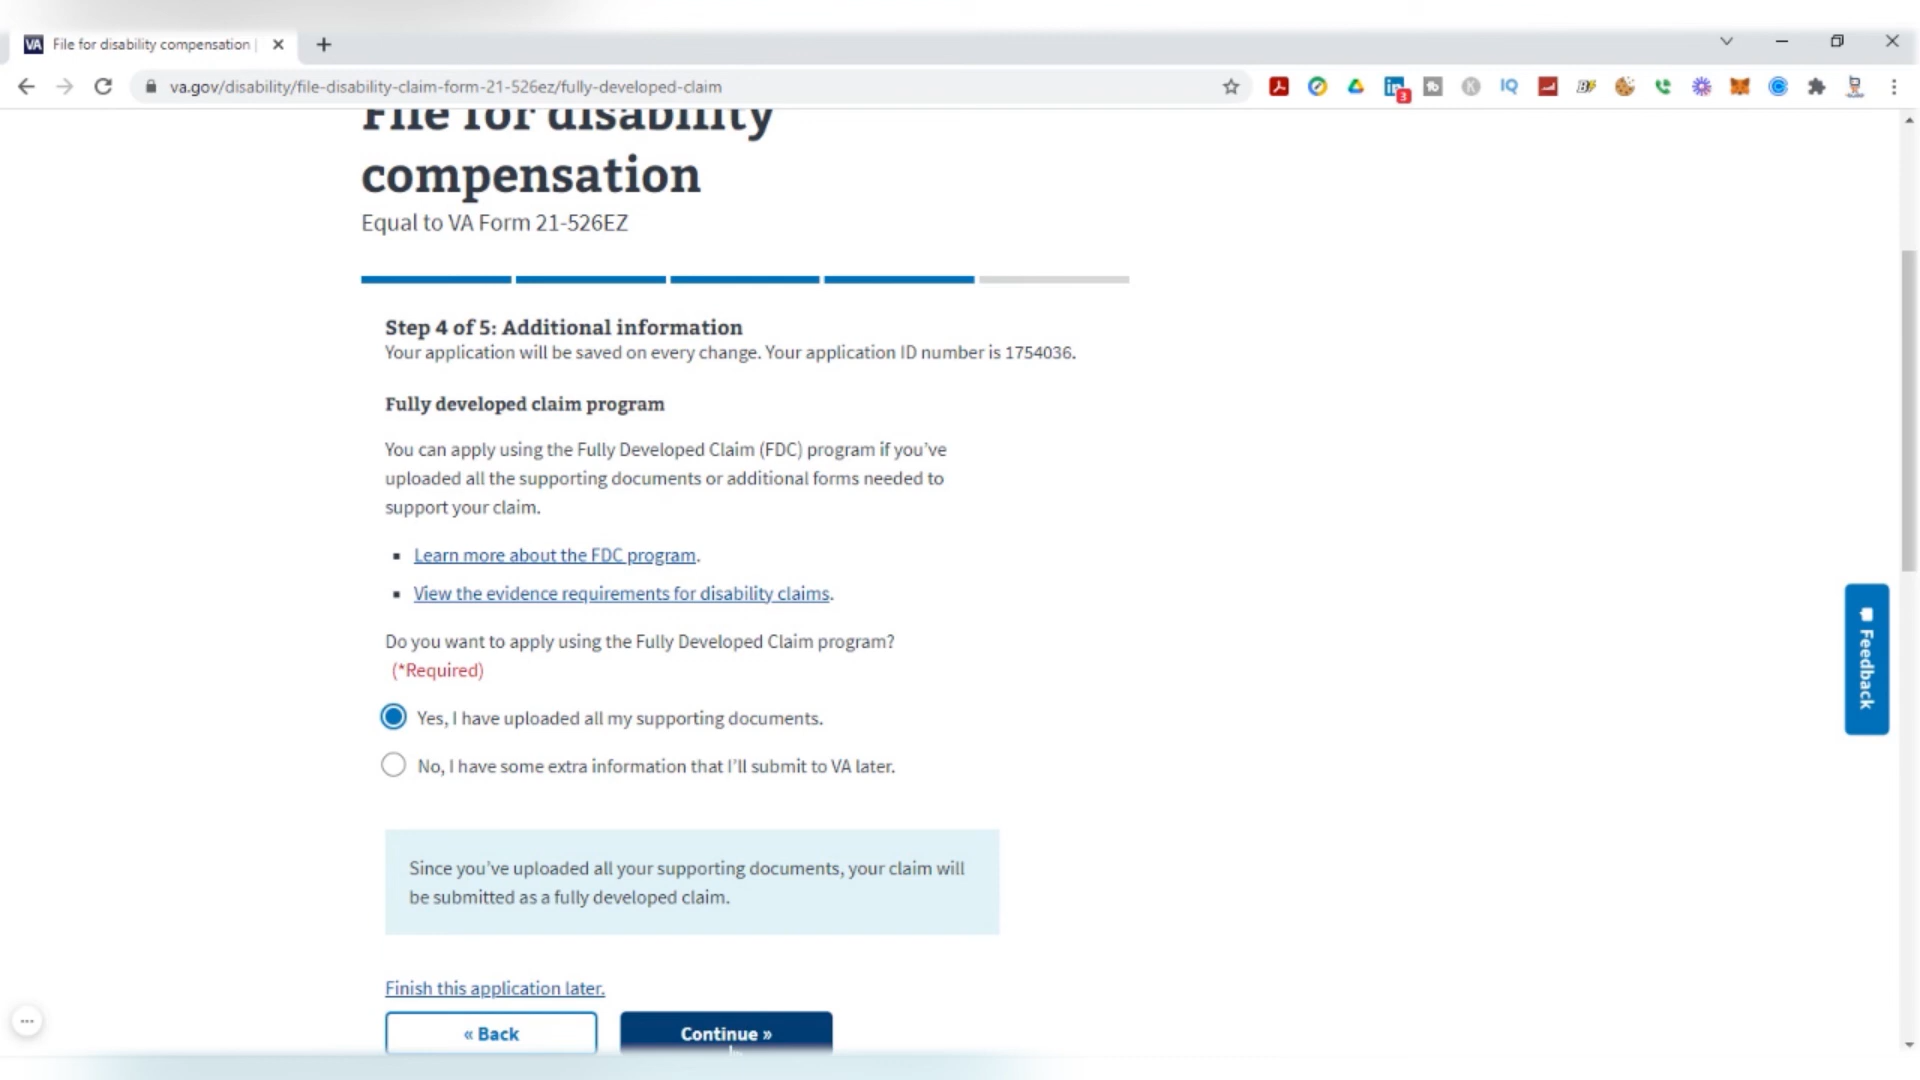 VA File for disability compensation |
va.gov/disability/file-disability-claim-form-21-526ez/fully-developed-claim
in 3
IQ
File for disability
compensation
Equal to VA Form 21-526EZ
Step 4 of 5: Additional information
Your application will be saved on every change. Your application ID number is 1754036.
Fully developed claim program
You can apply using the Fully Developed Claim (FDC) program if you've
uploaded all the supporting documents or additional forms needed to
support your claim.
Learn more about the FDC program.
View the evidence requirements for disability claims.
Do you want to apply using the Fully Developed Claim program?
(*Required)
Yes, I have uploaded all my supporting documents.
No, I have some extra information that I'll submit to VA later.
Since you've uploaded all your supporting documents, your claim will
be submitted as a fully developed claim.
Finish this application later.
« Back
Continue »
Feedback